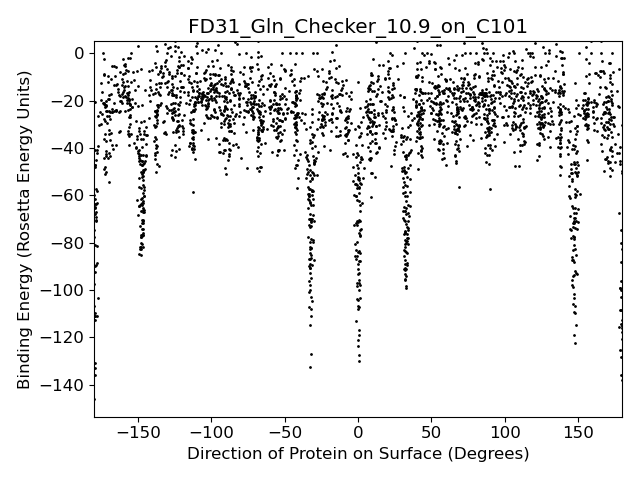 FD31_Gln_Checker_10.9_on_C101
Binding Energy (Rosetta Energy Units)
0
−20
−40
−60
−80
−100
−120
−140
−150 −100 −50 0 50 100 150
Direction of Protein on Surface (Degrees)